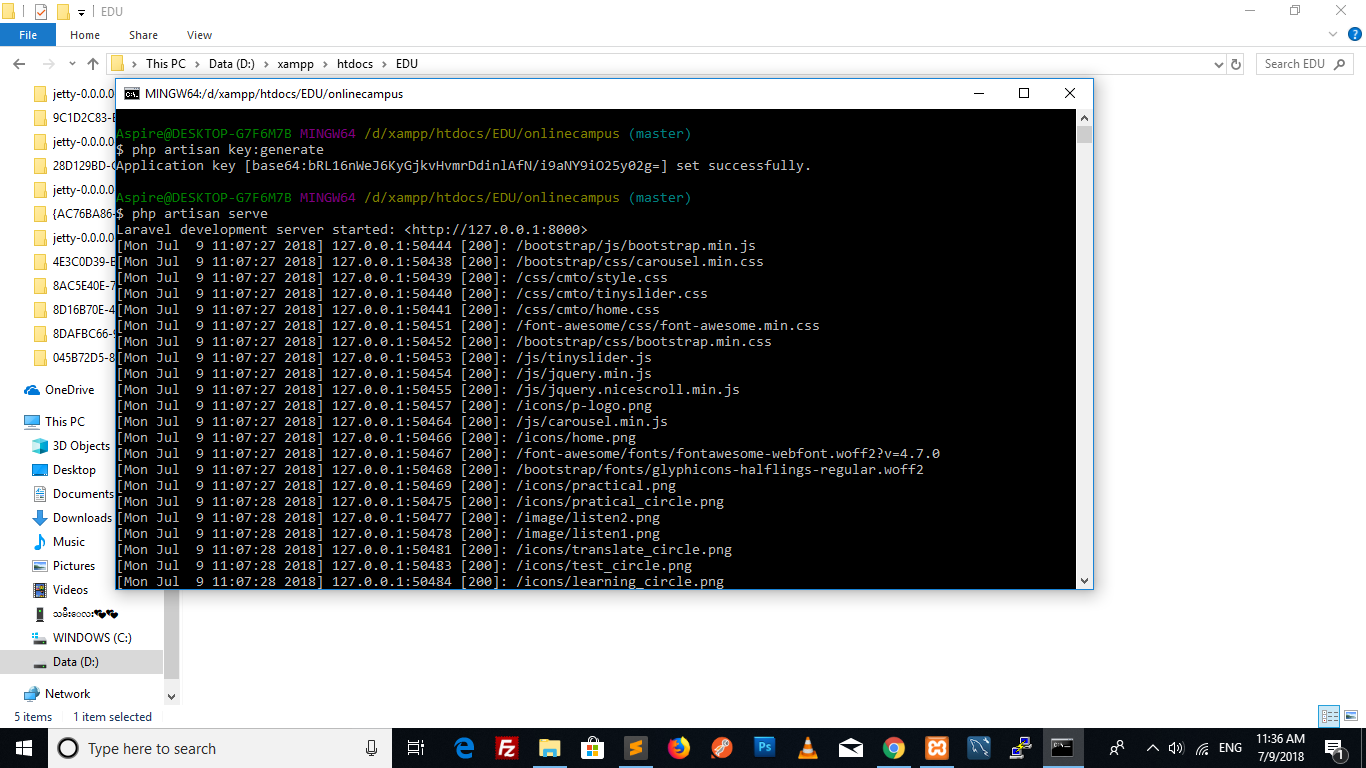 EDU
File Home Share View
This PC Data (D:) xampp htdocs EDU
Search EDU
jetty-0.0.0.0
9C1D2C83-
jetty-0.0.0.0
28D129BD-
jetty-0.0.0.0
{AC76BA86-
jetty-0.0.0.0
4E3C0D39-
8AC5E40E-7
8D16B70E-4
8DAFBC66-
045B72D5-8
OneDrive
This PC
3D Objects
Desktop
Documents
Downloads
Music
Pictures
Videos
WINDOWS (C:)
Data (D:)
Network
5 items 1 item selected
MINGW64:/d/xampp/htdocs/EDU/onlinecampus
Aspire@DESKTOP-G7F6M7B MINGW64 /d/xampp/htdocs/EDU/onlinecampus (master)
$ php artisan key:generate
Application key [base64:bRL16nWeJ6KyGjkvHvmrDdinlAfN/i9aNY9iO25y02g=] set successfully.
Aspire@DESKTOP-G7F6M7B MINGW64 /d/xampp/htdocs/EDU/onlinecampus (master)
$ php artisan serve
Laravel development server started: <http://127.0.0.1:8000>
[Mon Jul  9 11:07:27 2018] 127.0.0.1:50444 [200]: /bootstrap/js/bootstrap.min.js
[Mon Jul  9 11:07:27 2018] 127.0.0.1:50438 [200]: /bootstrap/css/carousel.min.css
[Mon Jul  9 11:07:27 2018] 127.0.0.1:50439 [200]: /css/cmto/style.css
[Mon Jul  9 11:07:27 2018] 127.0.0.1:50440 [200]: /css/cmto/tinyslider.css
[Mon Jul  9 11:07:27 2018] 127.0.0.1:50441 [200]: /css/cmto/home.css
[Mon Jul  9 11:07:27 2018] 127.0.0.1:50451 [200]: /font-awesome/css/font-awesome.min.css
[Mon Jul  9 11:07:27 2018] 127.0.0.1:50452 [200]: /bootstrap/css/bootstrap.min.css
[Mon Jul  9 11:07:27 2018] 127.0.0.1:50453 [200]: /js/tinyslider.js
[Mon Jul  9 11:07:27 2018] 127.0.0.1:50454 [200]: /js/jquery.min.js
[Mon Jul  9 11:07:27 2018] 127.0.0.1:50455 [200]: /js/jquery.nicescroll.min.js
[Mon Jul  9 11:07:27 2018] 127.0.0.1:50457 [200]: /icons/p-logo.png
[Mon Jul  9 11:07:27 2018] 127.0.0.1:50464 [200]: /js/carousel.min.js
[Mon Jul  9 11:07:27 2018] 127.0.0.1:50466 [200]: /icons/home.png
[Mon Jul  9 11:07:27 2018] 127.0.0.1:50467 [200]: /font-awesome/fonts/fontawesome-webfont.woff2?v=4.7.0
[Mon Jul  9 11:07:27 2018] 127.0.0.1:50468 [200]: /bootstrap/fonts/glyphicons-halflings-regular.woff2
[Mon Jul  9 11:07:27 2018] 127.0.0.1:50469 [200]: /icons/practical.png
[Mon Jul  9 11:07:28 2018] 127.0.0.1:50475 [200]: /icons/pratical_circle.png
[Mon Jul  9 11:07:28 2018] 127.0.0.1:50477 [200]: /image/listen2.png
[Mon Jul  9 11:07:28 2018] 127.0.0.1:50478 [200]: /image/listen1.png
[Mon Jul  9 11:07:28 2018] 127.0.0.1:50481 [200]: /icons/translate_circle.png
[Mon Jul  9 11:07:28 2018] 127.0.0.1:50483 [200]: /icons/test_circle.png
[Mon Jul  9 11:07:28 2018] 127.0.0.1:50484 [200]: /icons/learning_circle.png
Type here to search
ENG
11:36 AM
7/9/2018
1